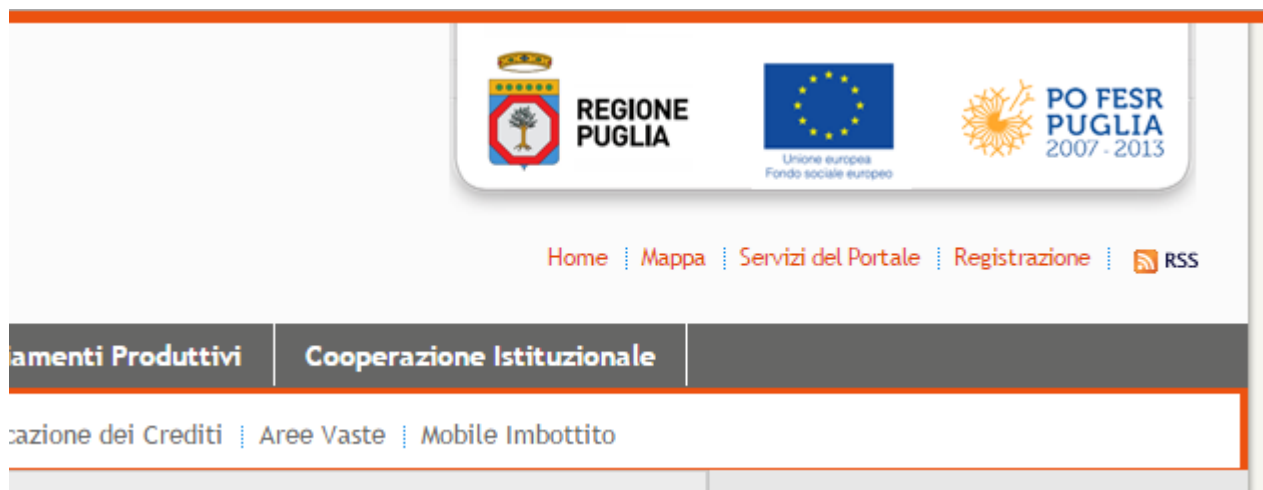 REGIONE
PUGLIA
Unione europea
Fondo sociale europeo
PO FESR
PUGLIA
2007 - 2013
Home Mappa Servizi del Portale Registrazione RSS
amenti Produttivi Cooperazione Istituzionale
cazione dei Crediti Aree Vaste Mobile Imbottito